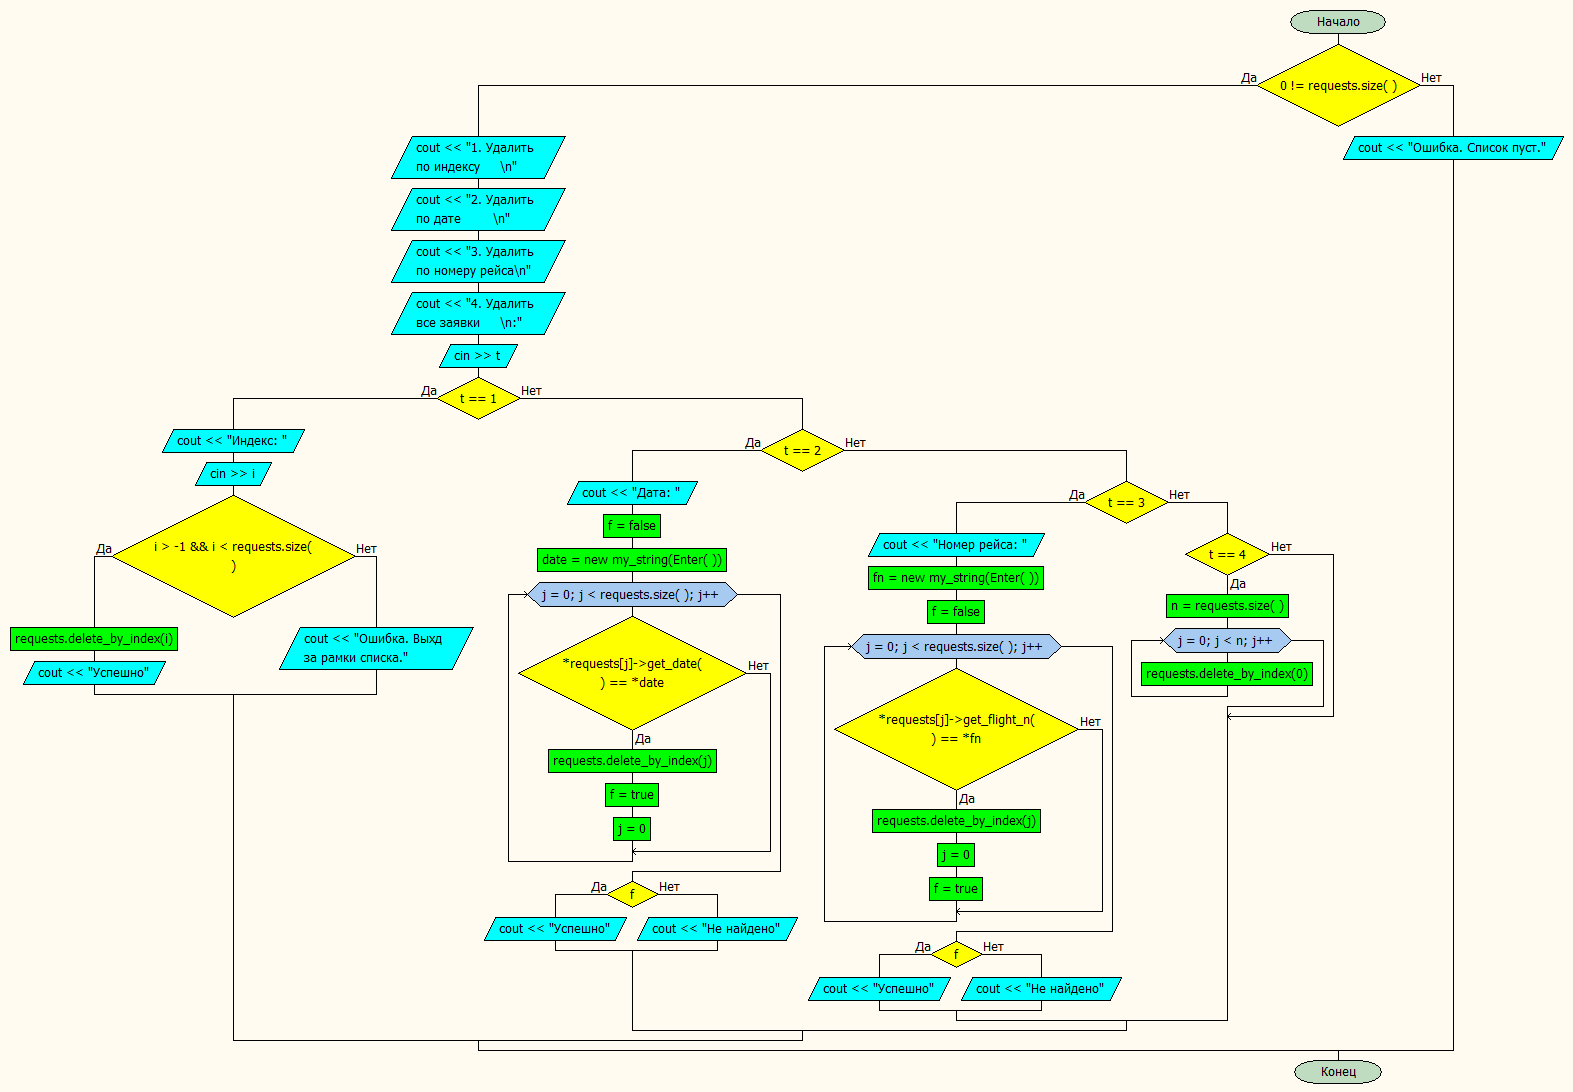 Начало
0 != requests.size( )
Да
Нет
cout << "Ошибка. Список пуст."
cout << "1. Удалить
по индексу \n"
cout << "2. Удалить
по дате \n"
cout << "3. Удалить
по номеру рейса\n"
cout << "4. Удалить
все заявки \n:"
cin >> t
t == 1
Да
Нет
cout << "Индекс: "
cin >> i
i > -1 && i < requests.size(
)
Да
Нет
requests.delete_by_index(i)
cout << "Успешно"
cout << "Ошибка. Выхд
за рамки списка."
t == 2
Да
Нет
cout << "Дата: "
f = false
date = new my_string(Enter( ))
j = 0; j < requests.size( ); j++
*requests[j]->get_date(
) == *date
Нет
Да
requests.delete_by_index(j)
f = true
j = 0
f
Да
Нет
cout << "Успешно"
cout << "Не найдено"
t == 3
Да
Нет
cout << "Номер рейса: "
fn = new my_string(Enter( ))
f = false
j = 0; j < requests.size( ); j++
*requests[j]->get_flight_n(
) == *fn
Нет
Да
requests.delete_by_index(j)
j = 0
f = true
f
Да
Нет
cout << "Успешно"
cout << "Не найдено"
t == 4
Нет
Да
n = requests.size( )
j = 0; j < n; j++
requests.delete_by_index(0)
Конец